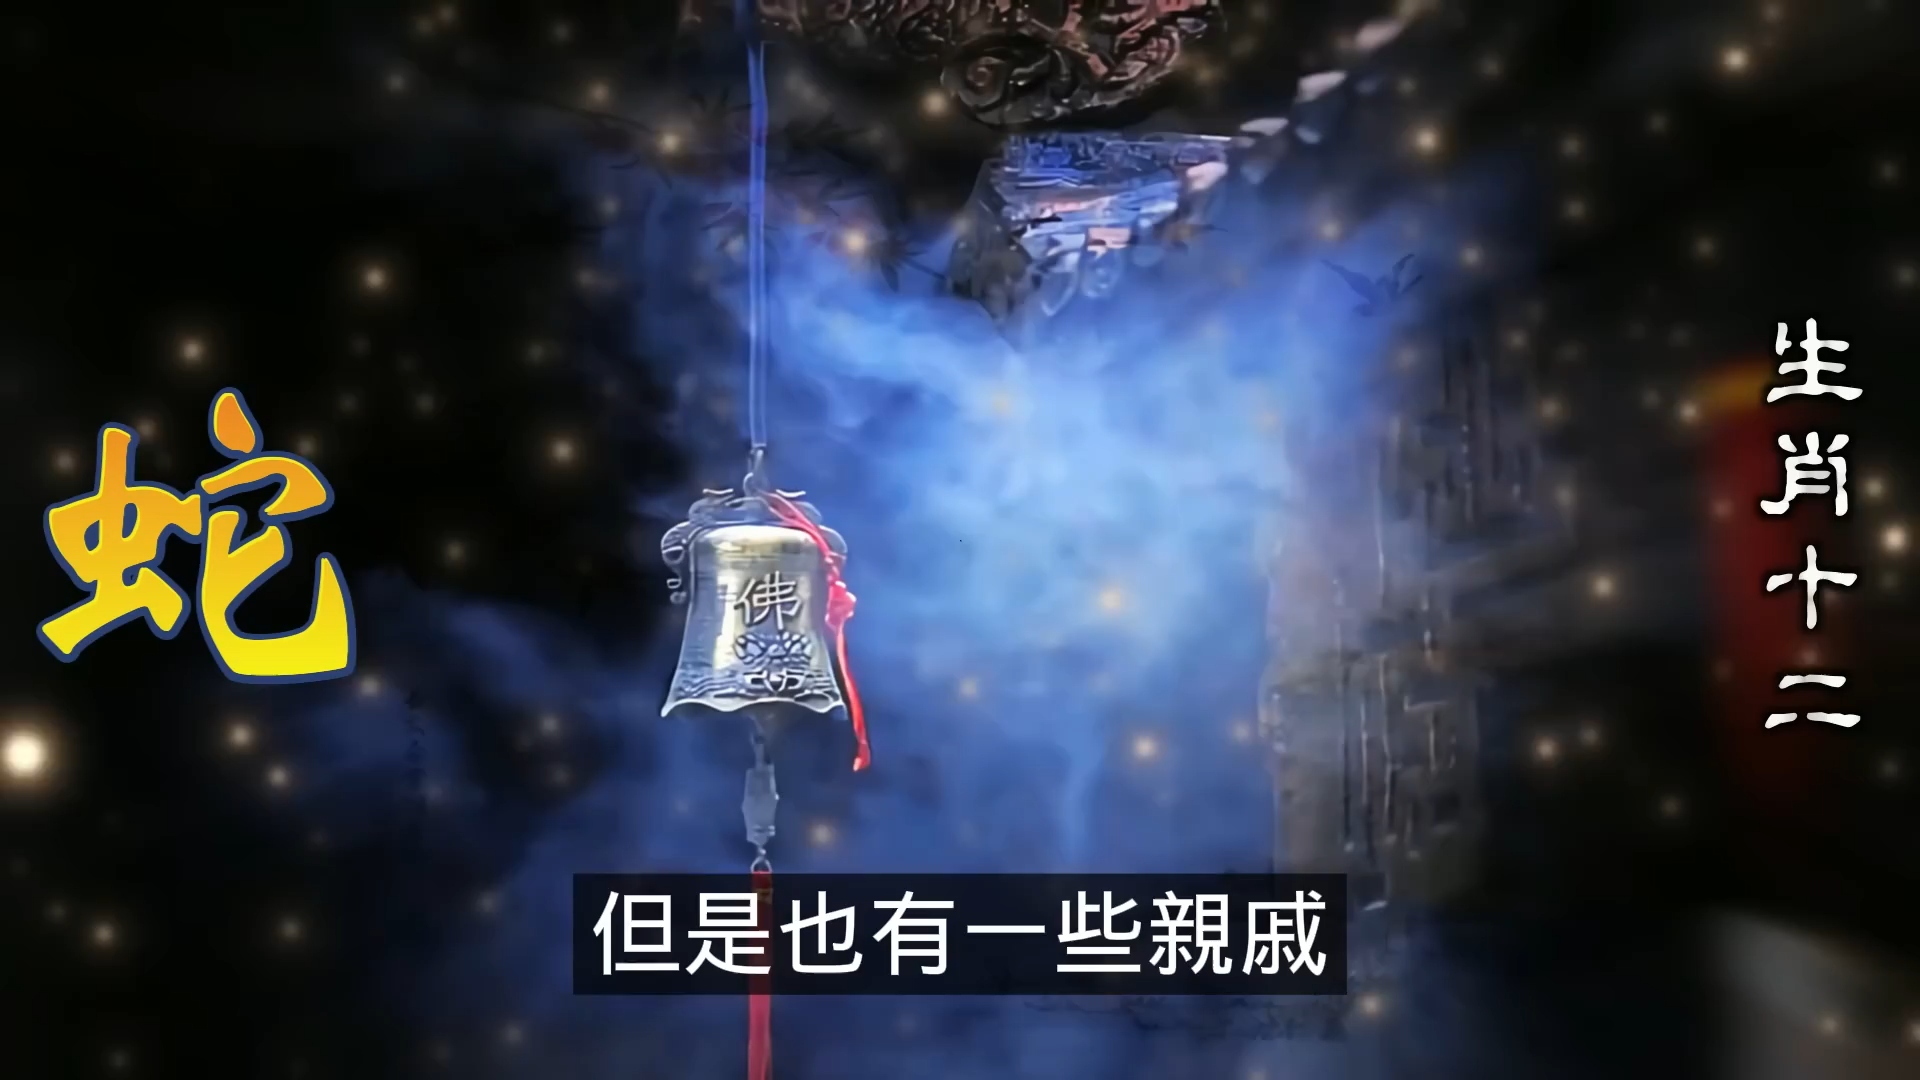 蛇
佛
生肖十二
但是也有一些親戚